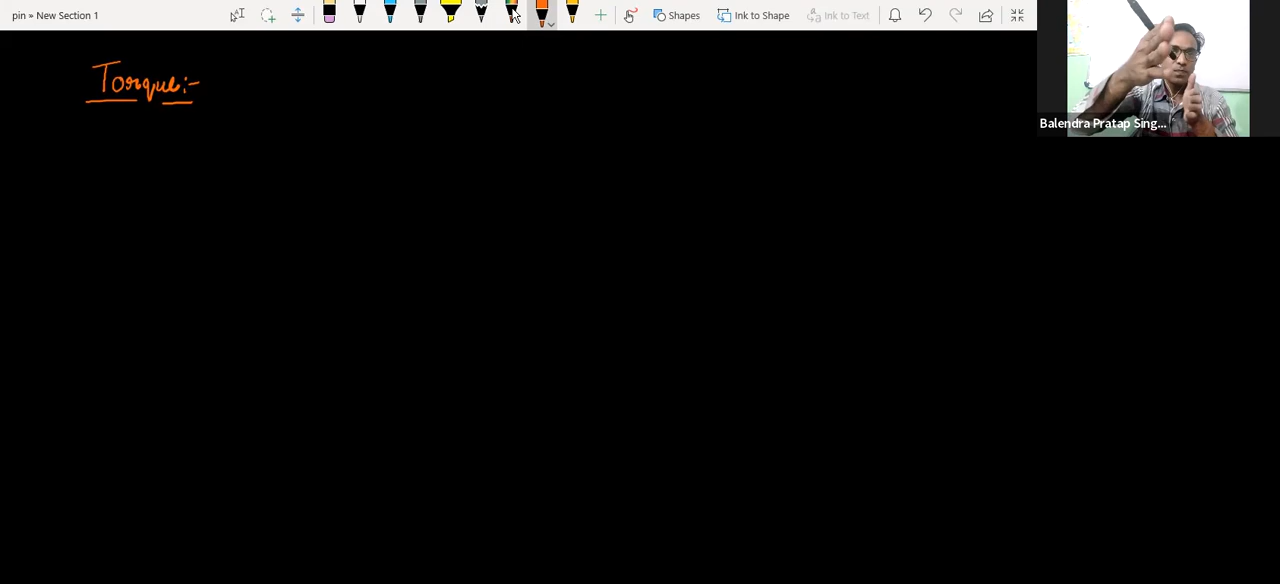 pin » New Section 1
Shapes
Ink to Shape
Ink to Text
Balendra Pratap Sing...
Torque:-